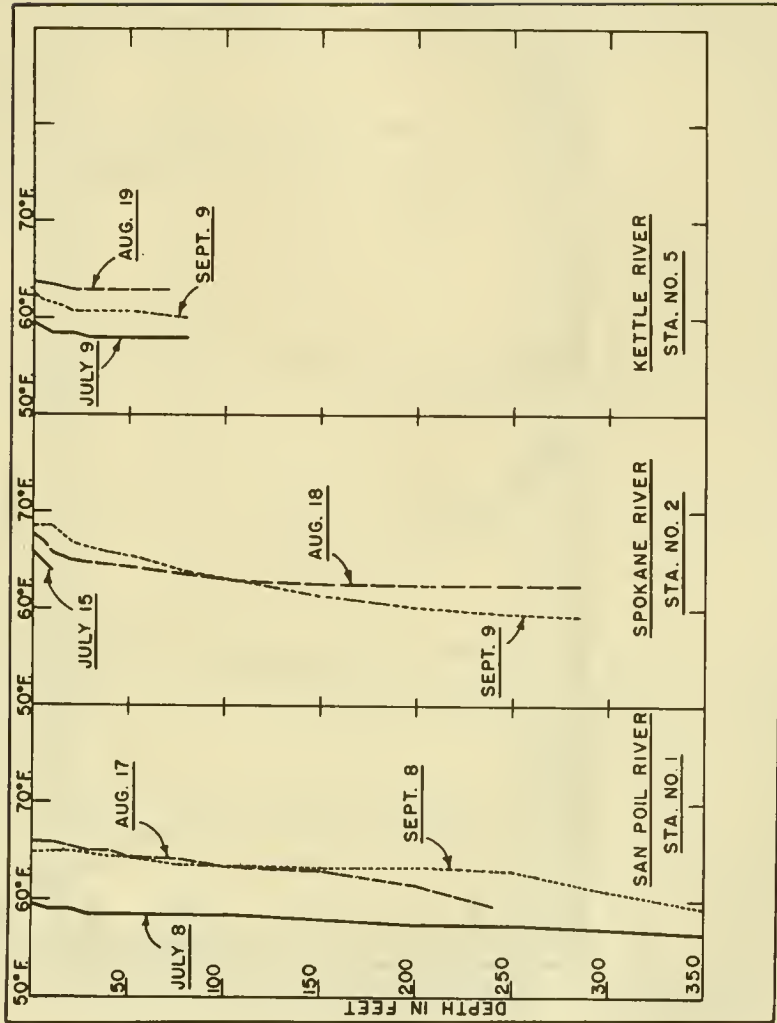 50°F.
60°F.
70°F.
50°F.
60°F.
70°F.
50°F.
60°F.
70°F.
DEPTH IN FEET
50
100
150
200
250
300
350
JULY 8
AUG. 17
SEPT. 8
SAN POIL RIVER
STA. NO. 1
JULY 15
AUG. 18
SEPT. 9
SPOKANE RIVER
STA. NO. 2
JULY 9
AUG. 19
SEPT. 9
KETTLE RIVER
STA. NO. 5